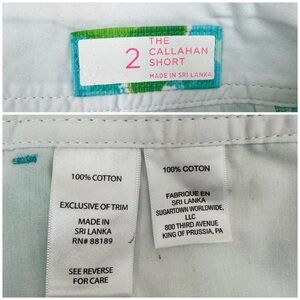 2
THE
CALLAHAN
SHORT
MADE IN SRI LANKA
100% COTTON
EXCLUSIVE OF TRIM
MADE IN
SRI LANKA
RN# 88189
SEE REVERSE
FOR CARE
100% COTTON
FABRIQUE EN
SRI LANKA
SUGARTOWN WORLDWIDE,
LLC
800 THIRD AVENUE
KING OF PRUSSIA, PA